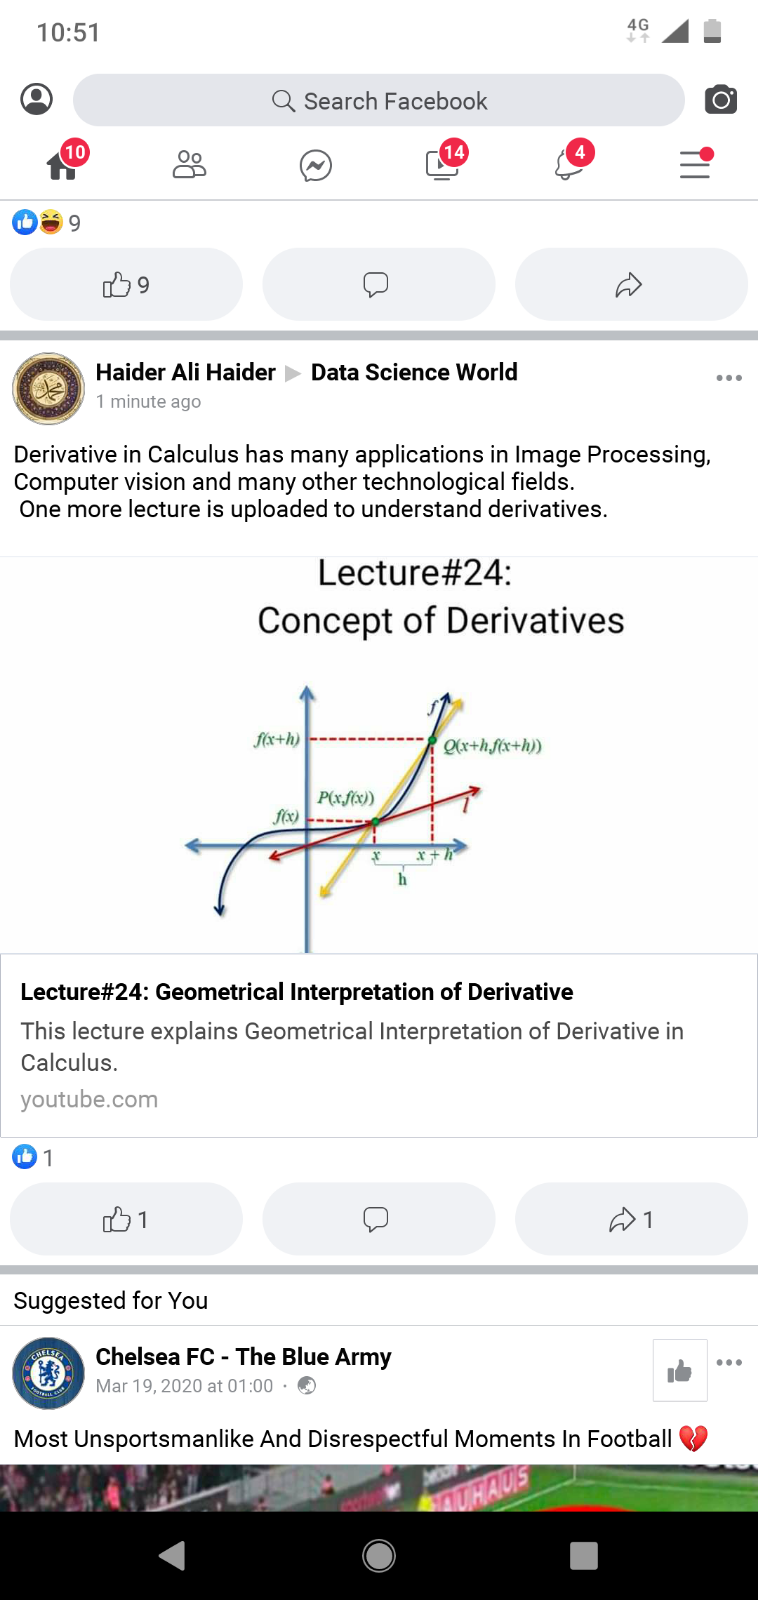 10:51
4G
Search Facebook
10
14
4
9
9
Haider Ali Haider ▶ Data Science World
1 minute ago
Derivative in Calculus has many applications in Image Processing,
Computer vision and many other technological fields.
One more lecture is uploaded to understand derivatives.
Lecture#24:
Concept of Derivatives
f
f(x+h)
Q(x+h,f(x+h))
P(x,f(x))
l
f(x)
x
x + h
h
Lecture#24: Geometrical Interpretation of Derivative
This lecture explains Geometrical Interpretation of Derivative in
Calculus.
youtube.com
1
1
1
Suggested for You
CHELSEA
FOOTBALL CLUB
Chelsea FC - The Blue Army
Mar 19, 2020 at 01:00 ·
Most Unsportsmanlike And Disrespectful Moments In Football 💔
BAUHAUS